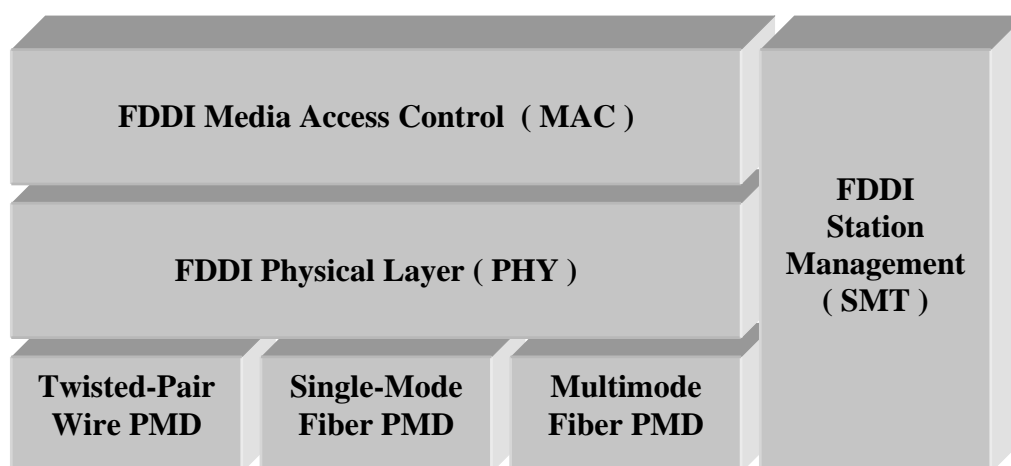 FDDI Media Access Control ( MAC )
FDDI Physical Layer ( PHY )
FDDI
Station
Management
( SMT )
Twisted-Pair
Wire PMD
Single-Mode
Fiber PMD
Multimode
Fiber PMD